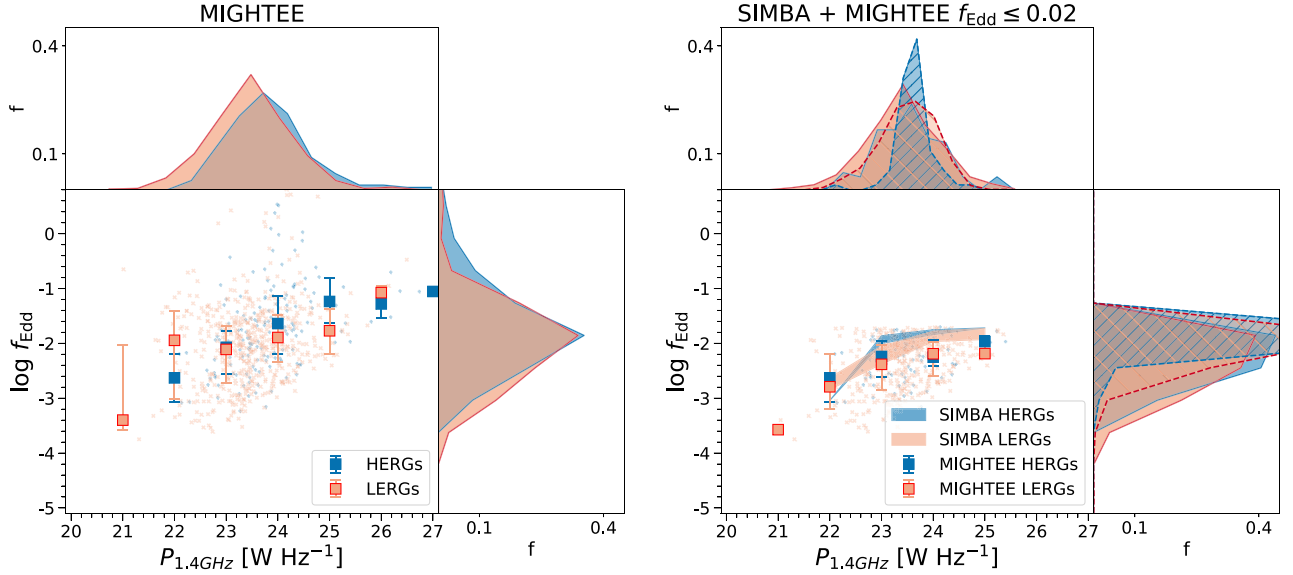 MIGHTEE
0.4
f
0.1
0
-1
-2
-3
-4
-5
log f_Edd
HERGs
LERGs
20 21 22 23 24 25 26 27
P_1.4GHz [W Hz⁻¹]
0.1 0.4
f
SIMBA + MIGHTEE f_Edd ≤ 0.02
0.4
f
0.1
0
-1
-2
-3
-4
-5
log f_Edd
SIMBA HERGs
SIMBA LERGs
MIGHTEE HERGs
MIGHTEE LERGs
20 21 22 23 24 25 26 27
P_1.4GHz [W Hz⁻¹]
0.1 0.4
f